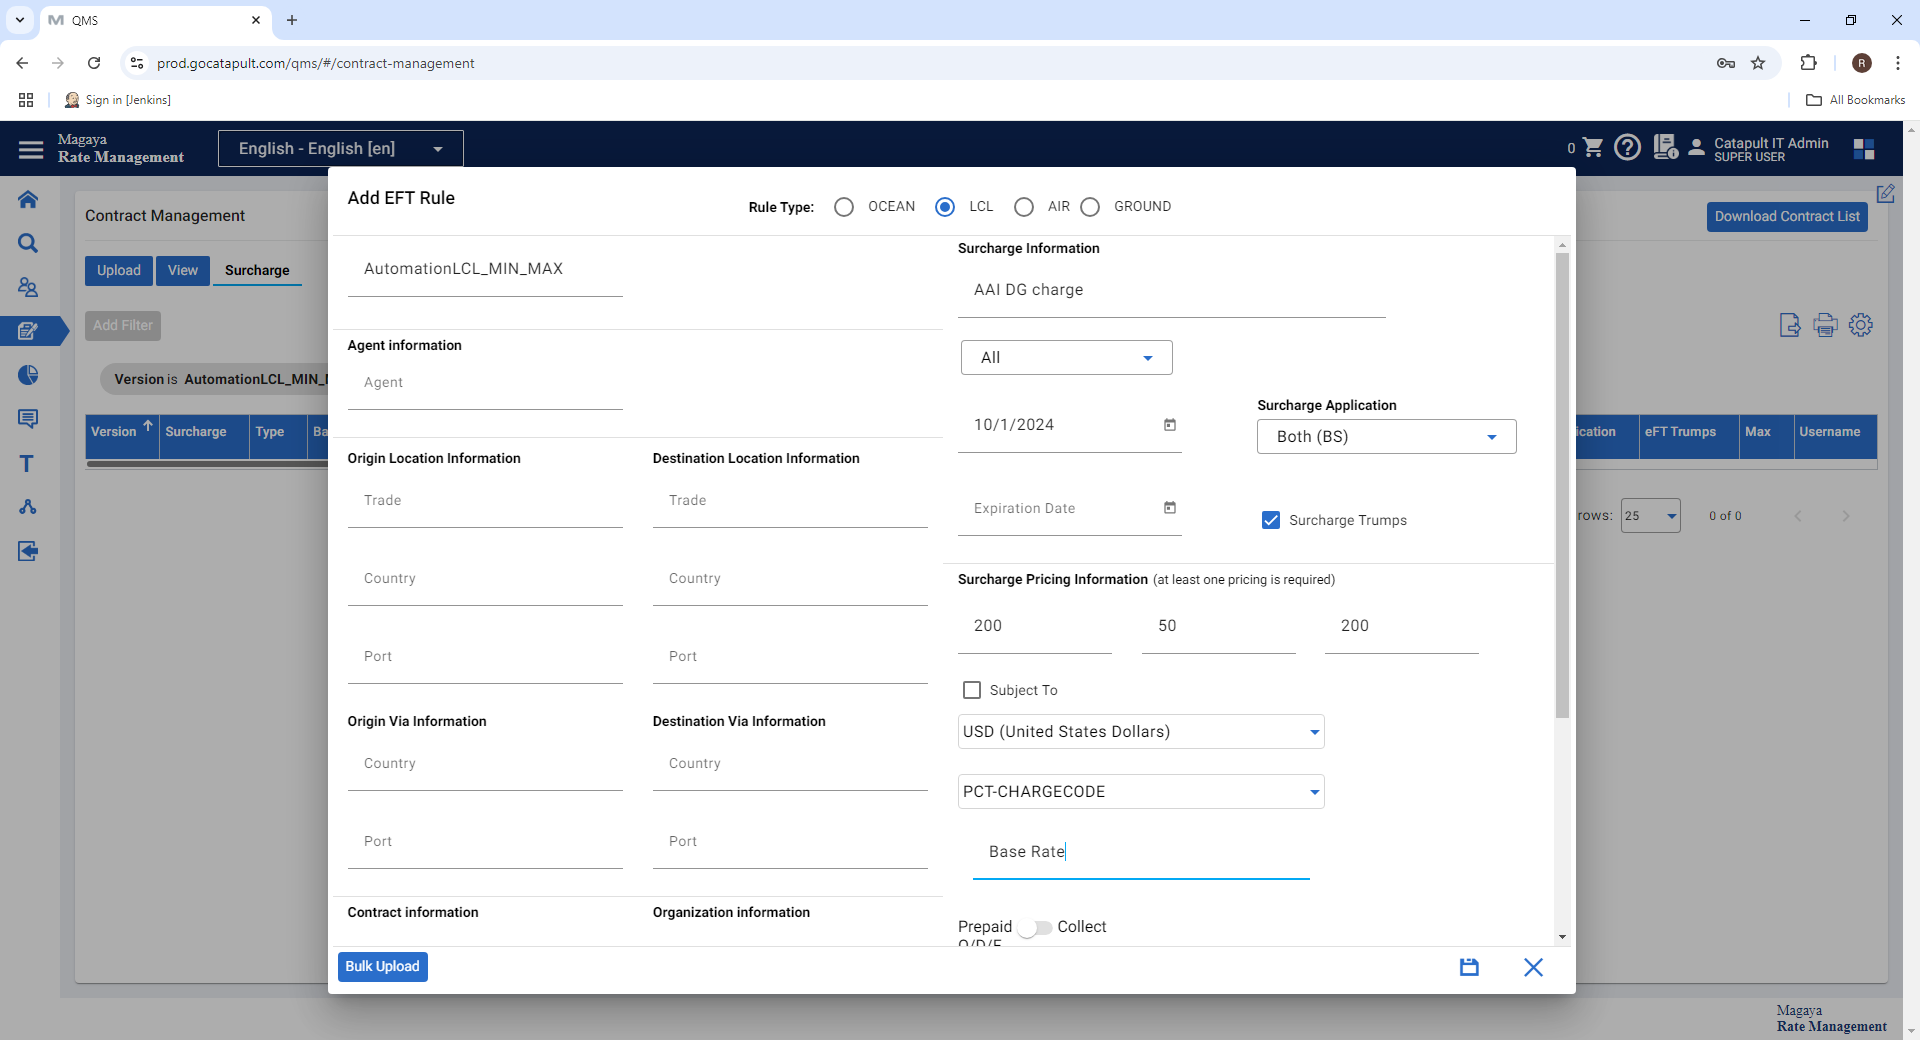 QMS
prod.gocatapult.com/qms/#/contract-management
R
Sign in [Jenkins]
All Bookmarks
Magaya
Rate Management
English - English [en]
0
Catapult IT Admin
SUPER USER
Contract Management
Download Contract List
Upload
View
Surcharge
Add Filter
Version is AutomationLCL_MIN_
Version
Surcharge
Type
Ba
ication
eFT Trumps
Max
Username
rows:
25
0 of 0
Add EFT Rule
Rule Type:
OCEAN
LCL
AIR
GROUND
AutomationLCL_MIN_MAX
Agent information
Agent
Origin Location Information
Destination Location Information
Trade
Trade
Country
Country
Port
Port
Origin Via Information
Destination Via Information
Country
Country
Port
Port
Contract information
Organization information
Surcharge Information
AAI DG charge
All
10/1/2024
Surcharge Application
Both (BS)
Expiration Date
Surcharge Trumps
Surcharge Pricing Information (at least one pricing is required)
200
50
200
Subject To
USD (United States Dollars)
PCT-CHARGECODE
Base Rate
Prepaid
Collect
O/D/F
Bulk Upload
Magaya
Rate Management